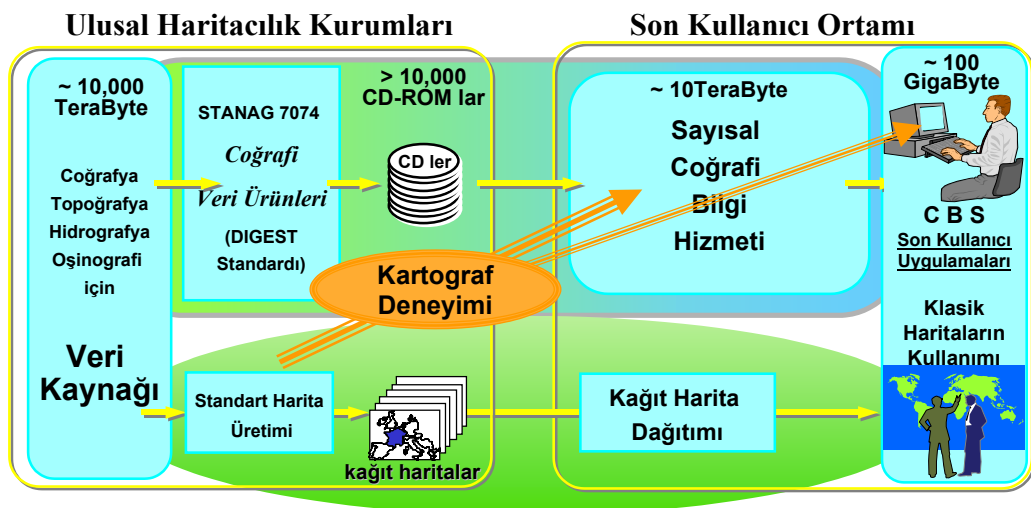 Ulusal Haritacılık Kurumları
Son Kullanıcı Ortamı
~ 10,000
TeraByte
Coğrafya
Topoğrafya
Hidrografya
Oşinografi
için
Veri
Kaynağı
STANAG 7074
Coğrafi
Veri Ürünleri
(DIGEST
Standardı)
> 10,000
CD-ROM lar
CD ler
Kartograf
Deneyimi
Standart Harita
Üretimi
kağıt haritalar
~ 10TeraByte
Sayısal
Coğrafi
Bilgi
Hizmeti
Kağıt Harita
Dağıtımı
~ 100
GigaByte
C B S
Son Kullanıcı
Uygulamaları
Klasik
Haritaların
Kullanımı